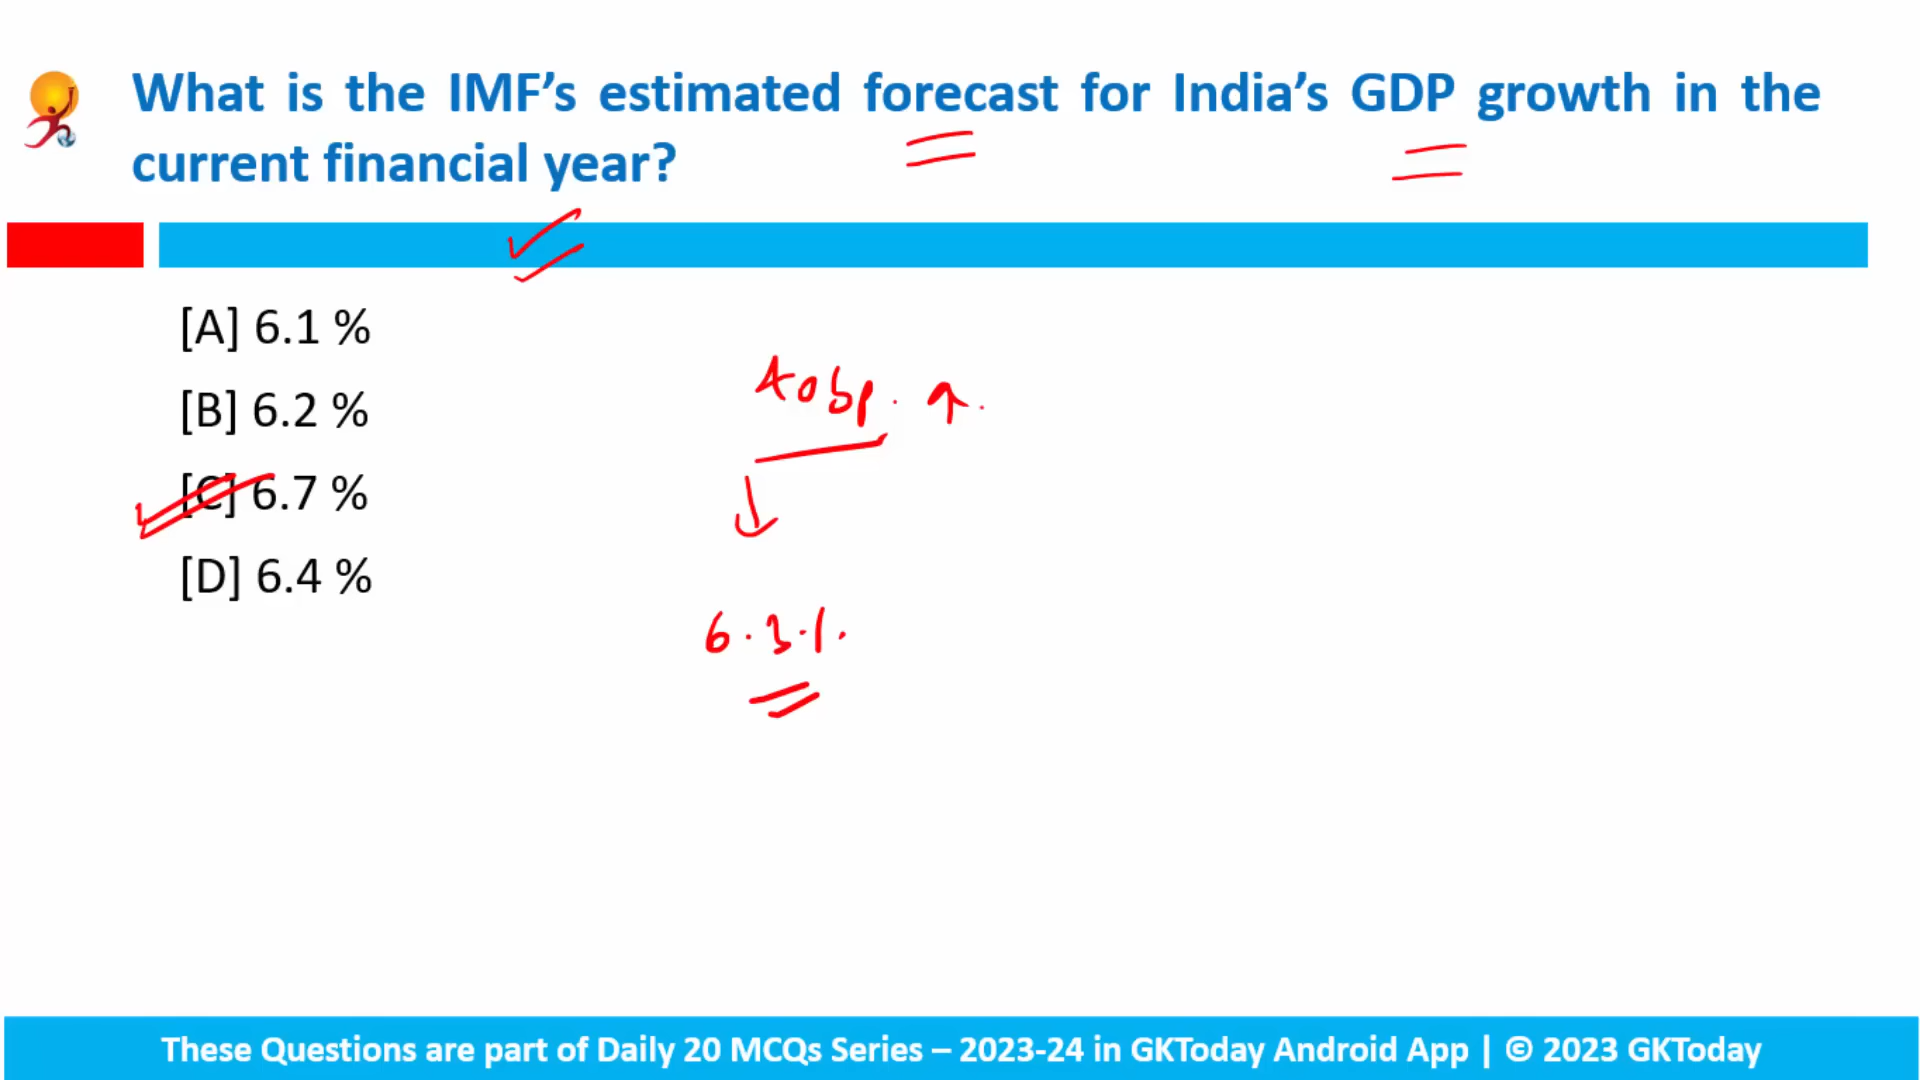 What is the IMF’s estimated forecast for India’s GDP growth in the
current financial year?
[A] 6.1 %
[B] 6.2 %
[C] 6.7 %
[D] 6.4 %
40bp. ↑.
6.3%.
These Questions are part of Daily 20 MCQs Series – 2023-24 in GKToday Android App | © 2023 GKToday